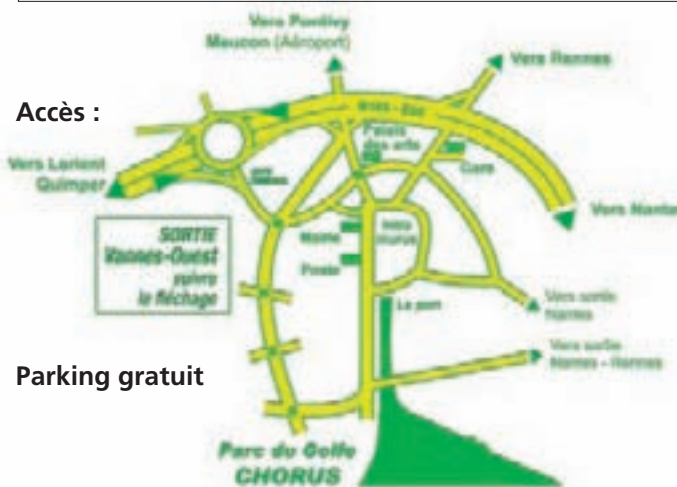 Vers Pontivy
Meucon (Aéroport)
Vers Rennes
Accès :
Palais
des arts
Gare
Vers Lorient
Quimper
Vers Nantes
SORTIE
Vannes-Ouest
suivre
le fléchage
Mairie
Poste
Le port
Vers sortie
Nantes
Vers sortie
Nantes - Rennes
Parking gratuit
Parc du Golfe
CHORUS